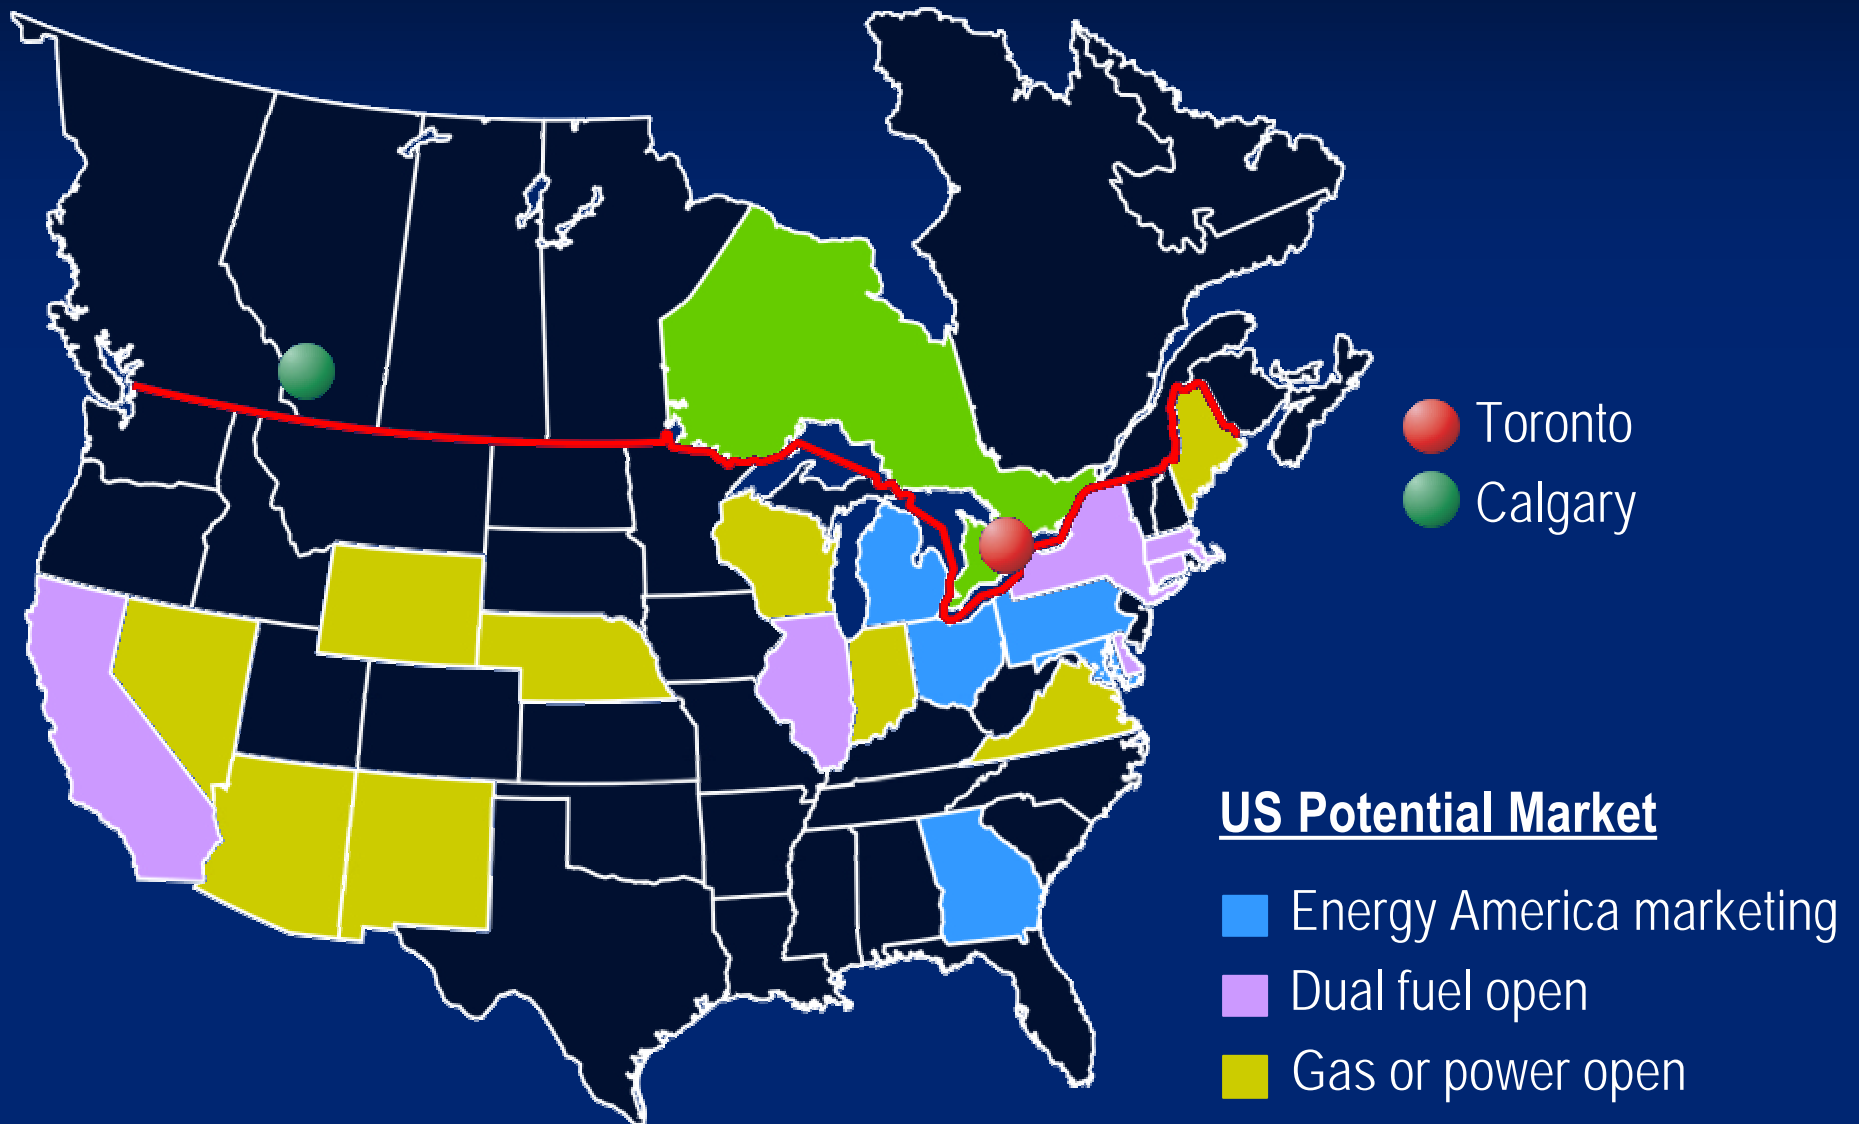 Toronto
Calgary
US Potential Market
Energy America marketing
Dual fuel open
Gas or power open